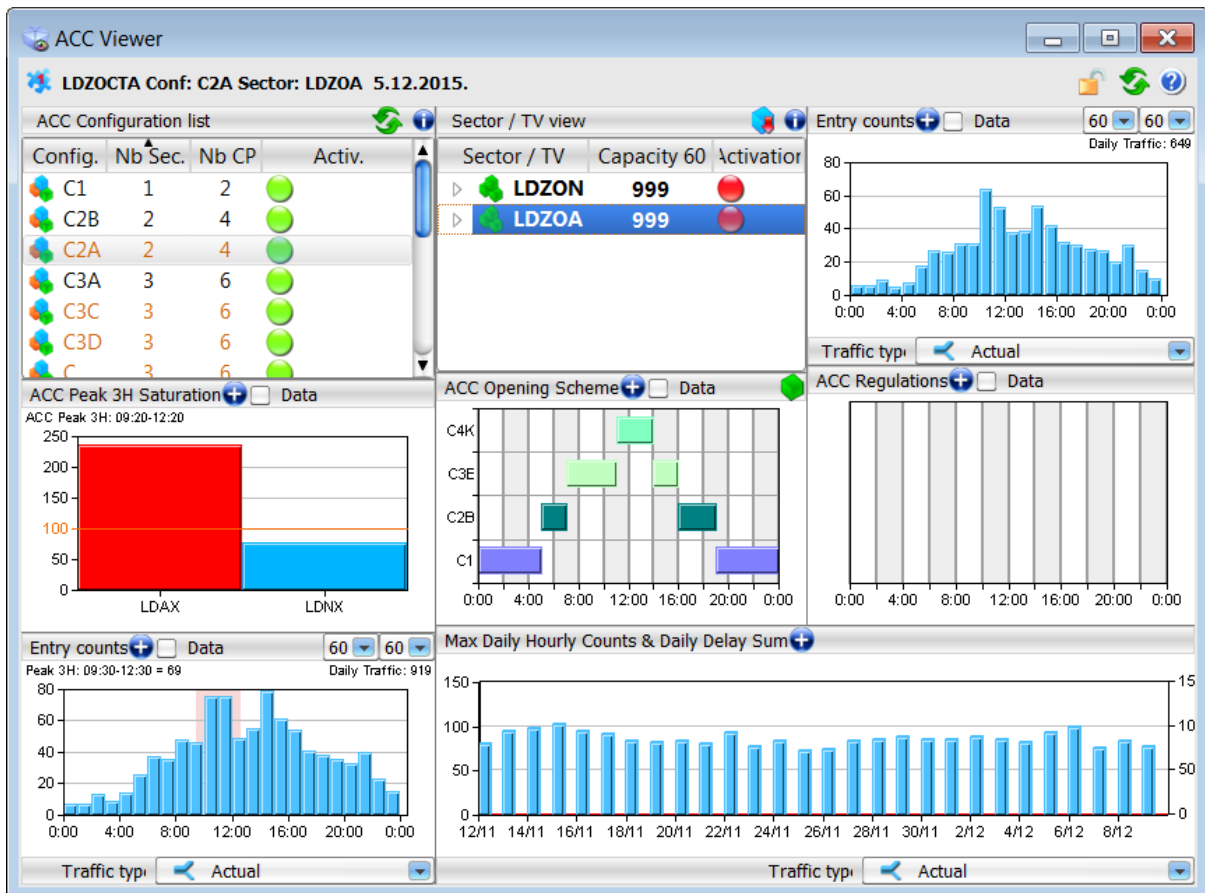 ACC Viewer
LDZOCTA Conf: C2A Sector: LDZOA 5.12.2015.
ACC Configuration list
Config. Nb Sec. Nb CP Activ.
C1 1 2
C2B 2 4
C2A 2 4
C3A 3 6
C3C 3 6
C3D 3 6
C 3 6
Sector / TV view
Sector / TV Capacity 60 Activation
LDZON 999
LDZOA 999
Entry counts Data 60 60
Daily Traffic: 649
80
60
40
20
0
0:00 4:00 8:00 12:00 16:00 20:00 0:00
Traffic type Actual
ACC Peak 3H Saturation Data
ACC Peak 3H: 09:20-12:20
250
200
150
100
50
0
LDAX LDNX
ACC Opening Scheme Data
C4K
C3E
C2B
C1
0:00 4:00 8:00 12:00 16:00 20:00 0:00
ACC Regulations Data
0:00 4:00 8:00 12:00 16:00 20:00 0:00
Entry counts Data 60 60
Peak 3H: 09:30-12:30 = 69 Daily Traffic: 919
80
60
40
20
0
0:00 4:00 8:00 12:00 16:00 20:00 0:00
Traffic type Actual
Max Daily Hourly Counts & Daily Delay Sum
150 15
100 10
50 50
0 0
12/11 14/11 16/11 18/11 20/11 22/11 24/11 26/11 28/11 30/11 2/12 4/12 6/12 8/12
Traffic type Actual